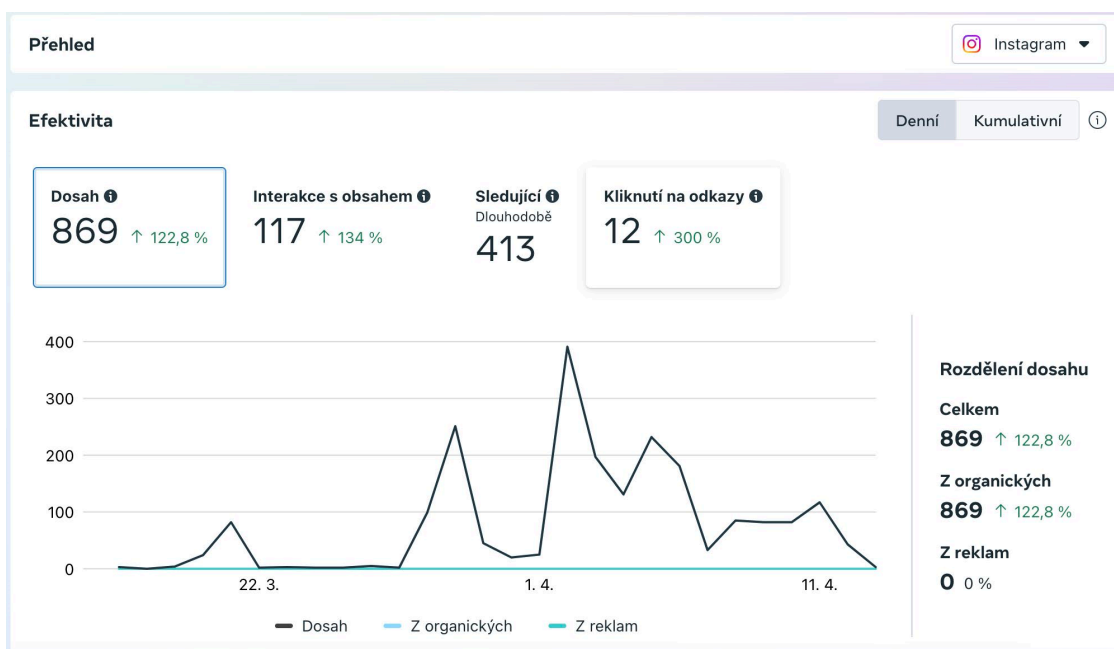 Přehled
Instagram
Efektivita
Denní
Kumulativní
Dosah
869 ↑ 122,8 %
Interakce s obsahem
117 ↑ 134 %
Sledující
Dlouhodobě
413
Kliknutí na odkazy
12 ↑ 300 %
400
300
200
100
0
22. 3.
1. 4.
11. 4.
Dosah
Z organických
Z reklam
Rozdělení dosahu
Celkem
869 ↑ 122,8 %
Z organických
869 ↑ 122,8 %
Z reklam
0 0 %